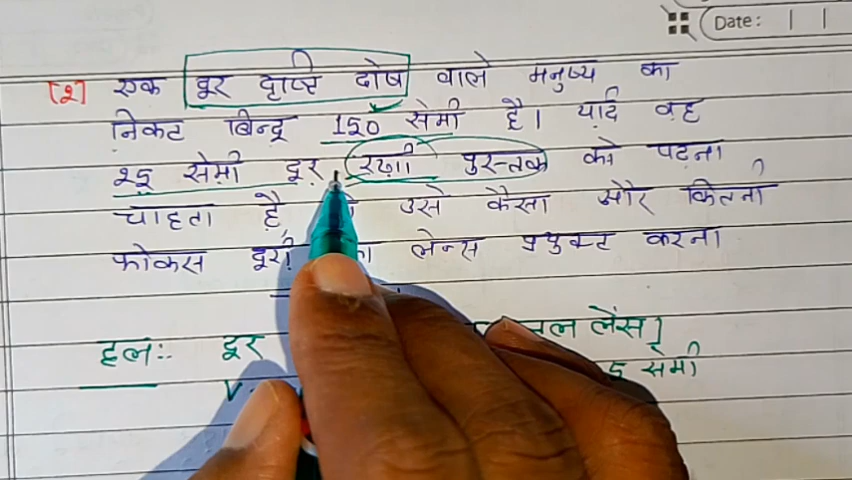 Date:
[2] एक दूर दृष्टि दोष वाले मनुष्य का
निकट बिन्दू 150 सेमी है। यदि वह
25 सेमी दूर रखी पुस्तक को पढ़ना
चाहता है, उसे कैसा और कितनी
फोकस दूरी का लेन्स प्रयुक्ट करना
हलः- दूर लेंस]
सेमी